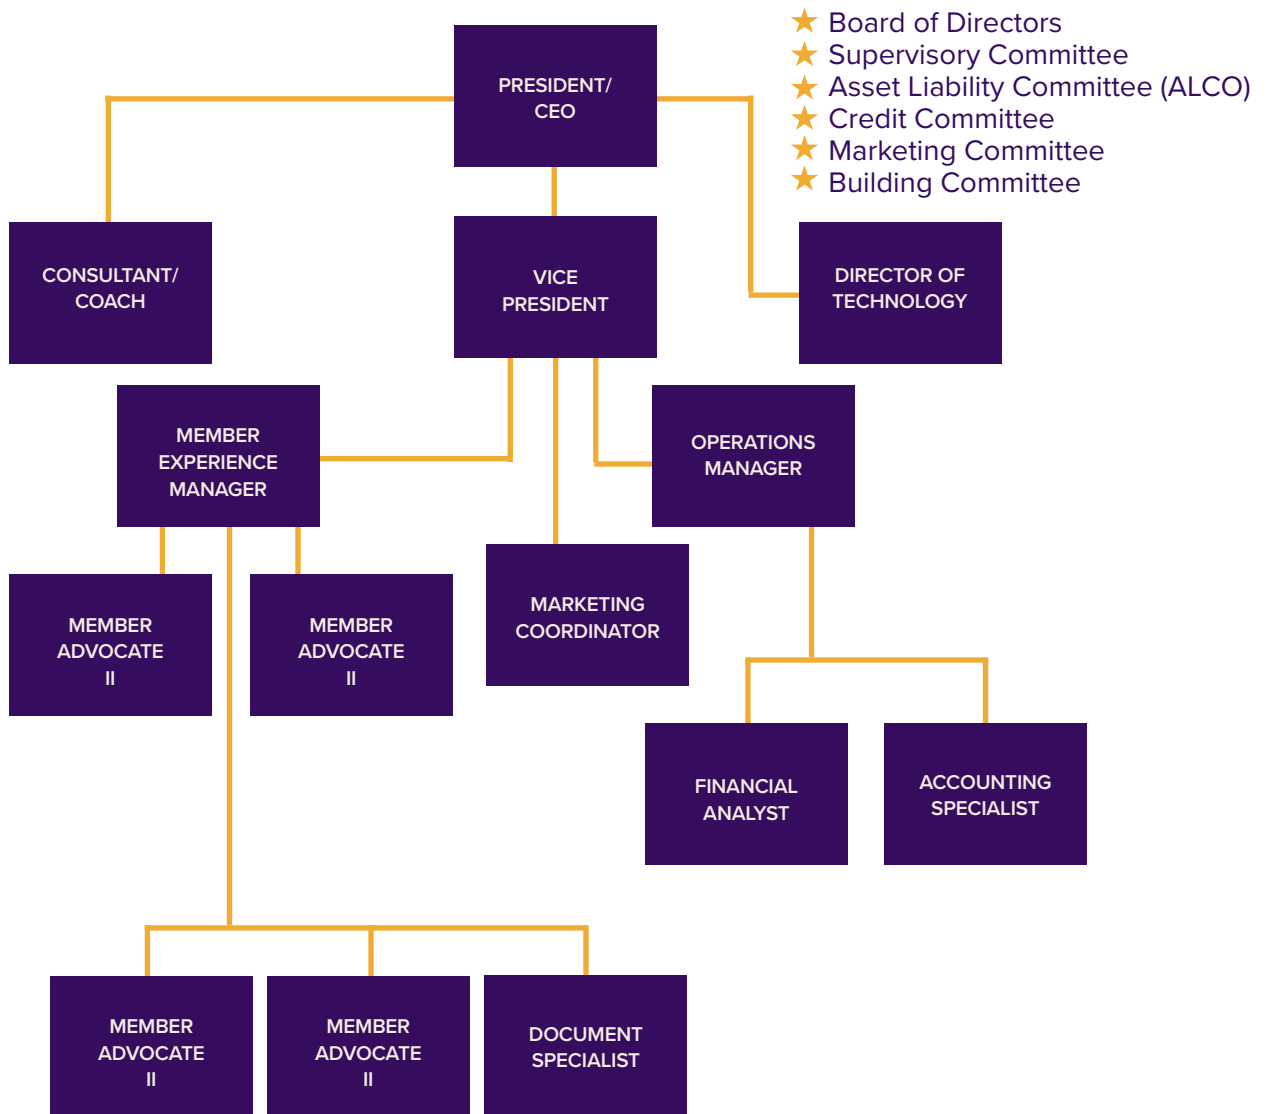 Board of Directors
Supervisory Committee
Asset Liability Committee (ALCO)
Credit Committee
Marketing Committee
Building Committee
PRESIDENT/
CEO
CONSULTANT/
COACH
VICE
PRESIDENT
DIRECTOR OF
TECHNOLOGY
MEMBER
EXPERIENCE
MANAGER
OPERATIONS
MANAGER
MEMBER
ADVOCATE
II
MEMBER
ADVOCATE
II
MARKETING
COORDINATOR
FINANCIAL
ANALYST
ACCOUNTING
SPECIALIST
MEMBER
ADVOCATE
II
MEMBER
ADVOCATE
II
DOCUMENT
SPECIALIST